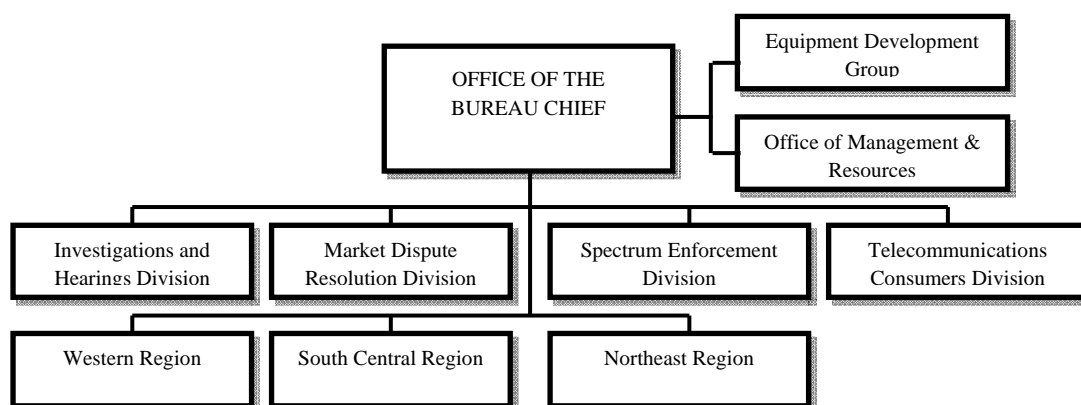 Equipment Development
Group
OFFICE OF THE
BUREAU CHIEF
Office of Management &
Resources
Investigations and
Hearings Division
Market Dispute
Resolution Division
Spectrum Enforcement
Division
Telecommunications
Consumers Division
Western Region
South Central Region
Northeast Region